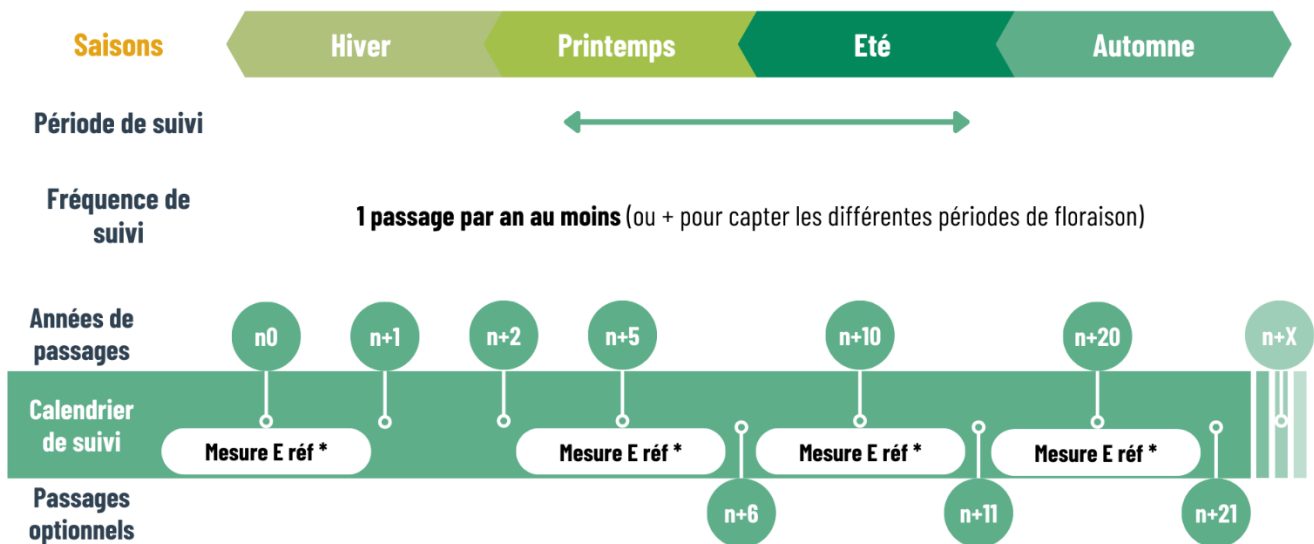 Saisons Hiver Printemps Eté Automne
Période de suivi
Fréquence de
suivi
1 passage par an au moins (ou + pour capter les différentes périodes de floraison)
Années de
passages
n0 n+1 n+2 n+5 n+10 n+20 n+X
Calendrier
de suivi
Mesure E réf * Mesure E réf * Mesure E réf * Mesure E réf *
Passages
optionnels
n+6 n+11 n+21